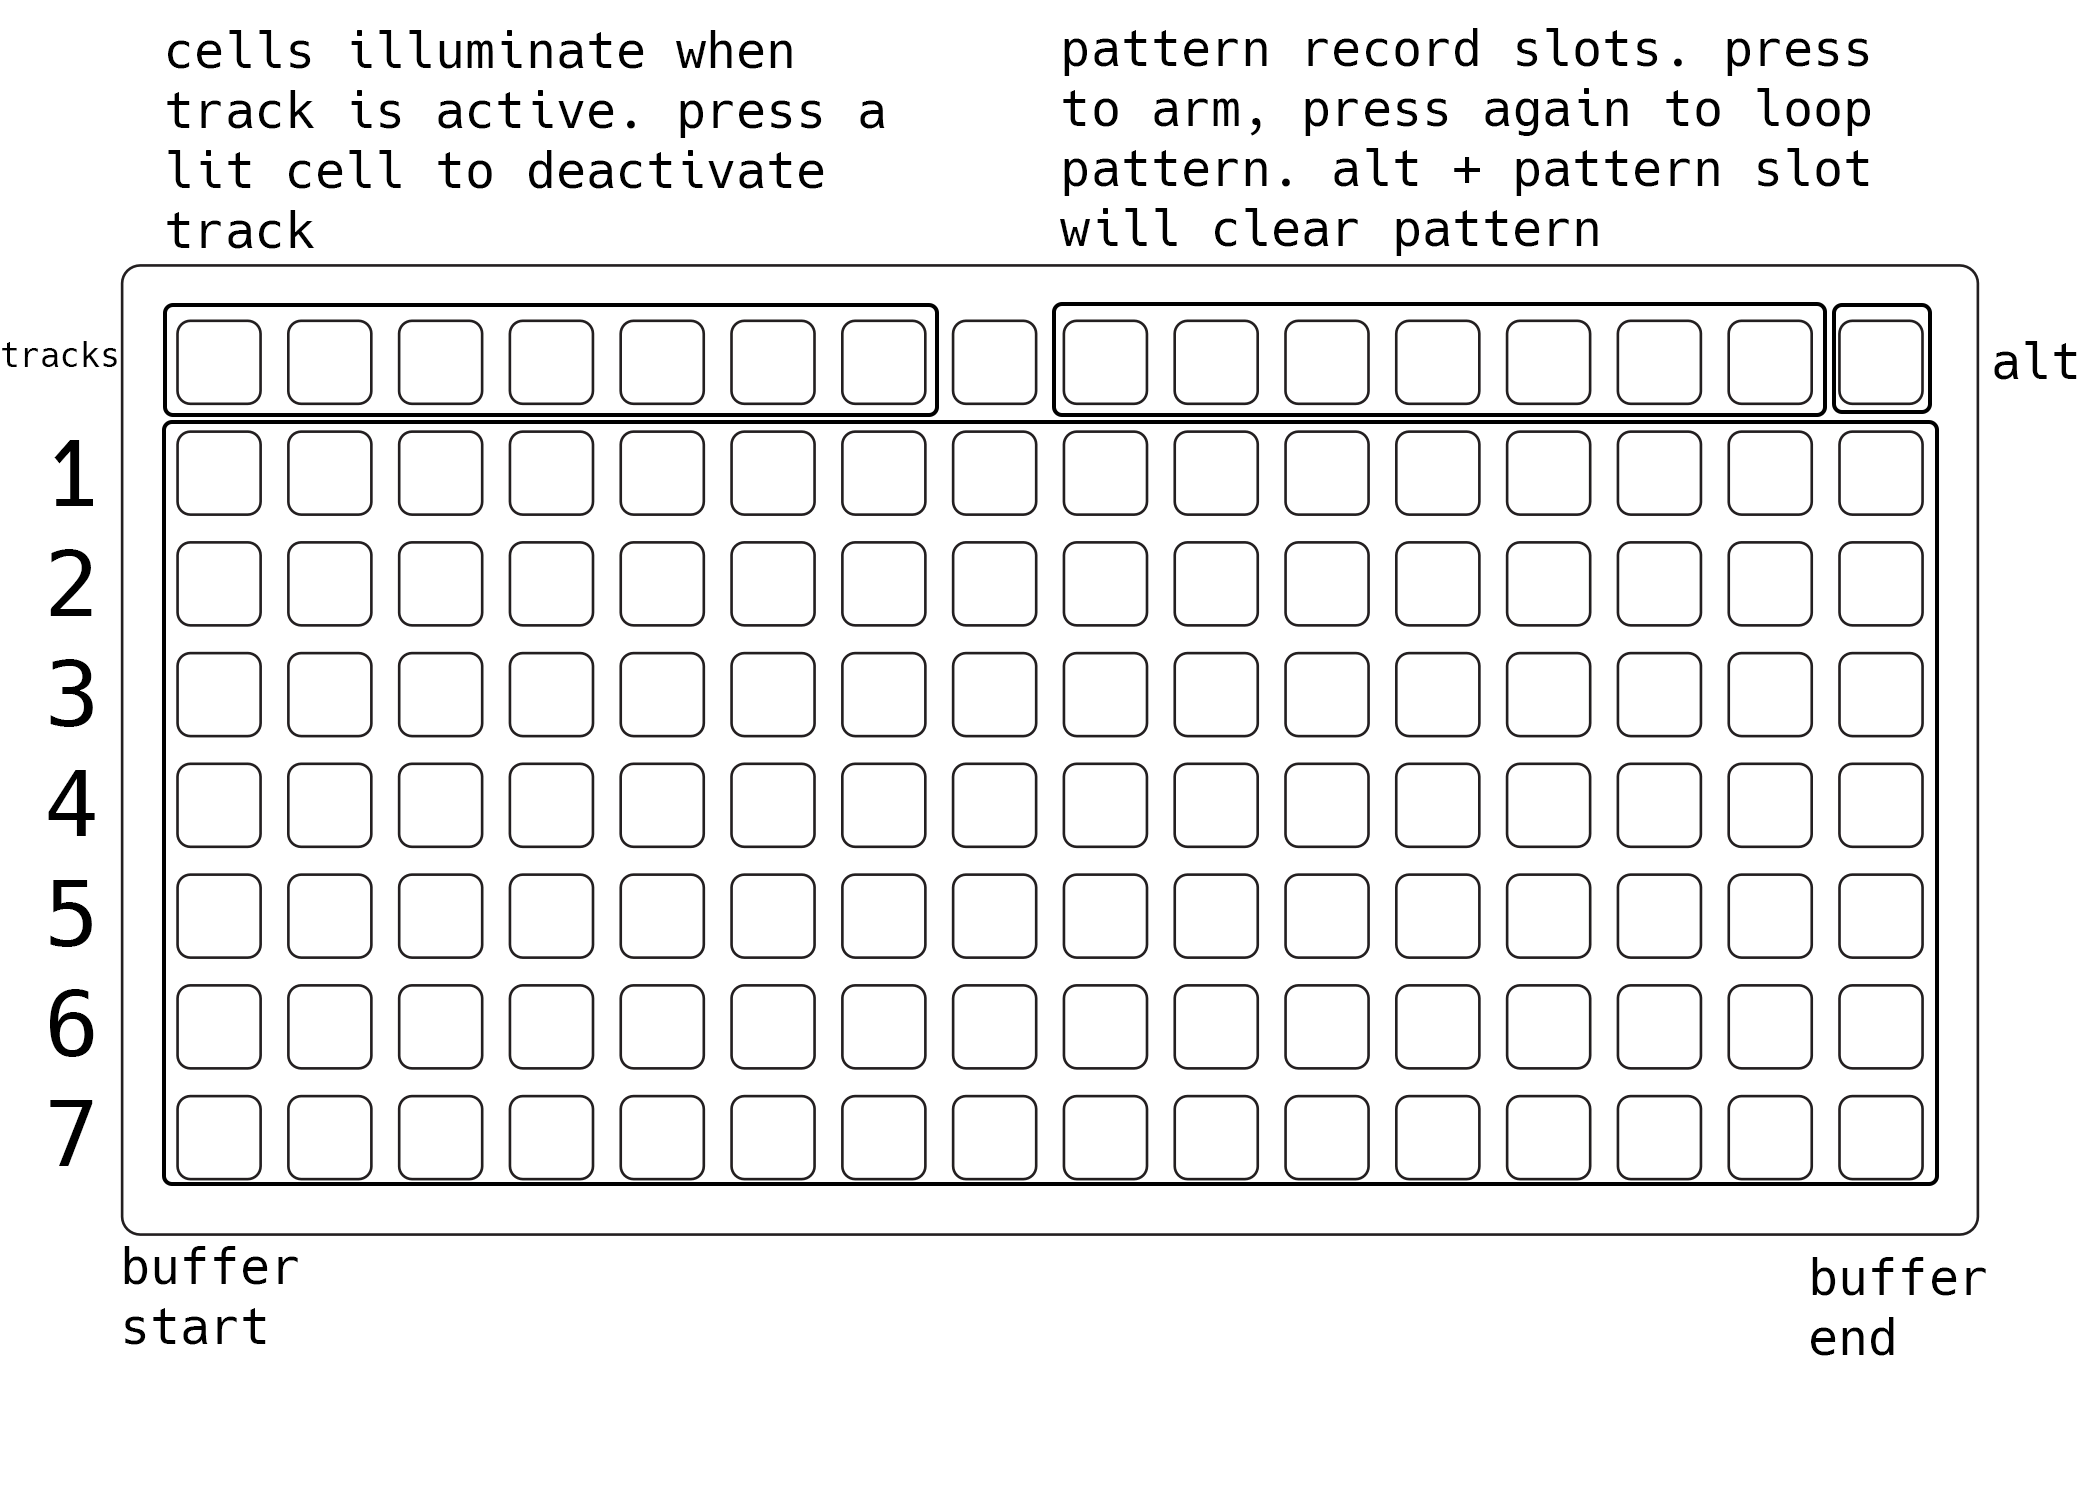 cells illuminate when
track is active. press a
lit cell to deactivate
track
pattern record slots. press
to arm, press again to loop
pattern. alt + pattern slot
will clear pattern
tracks
alt
1
2
3
4
5
6
7
buffer
start
buffer
end